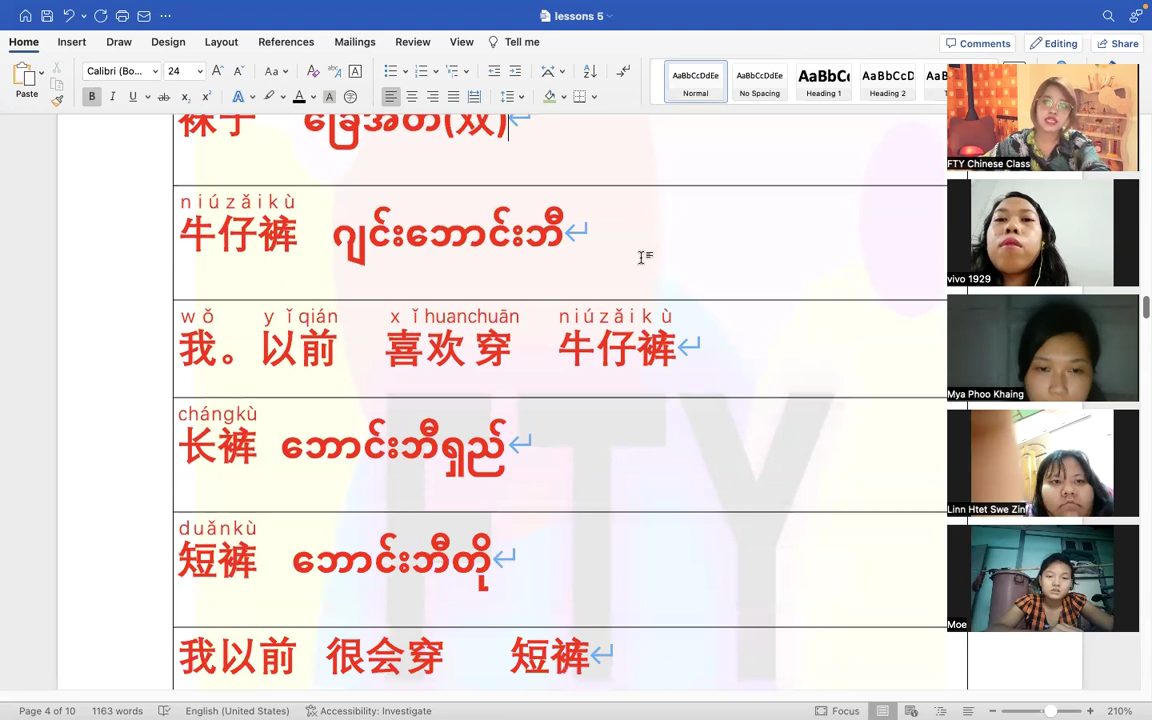 lessons 5
Home Insert Draw Design Layout References Mailings Review View Tell me Comments Editing Share
Paste
Calibri (Bo... 24
AaBbCcDdEe AaBbCcDdEe AaBbC AaBbCcD AaB
Normal No Spacing Heading 1 Heading 2
袜子 ခြေအိတ်(双)
niúzǎikù
牛仔裤 ဂျင်းဘောင်းဘီ
wǒ yǐqián xǐhuanchuān niúzǎikù
我。以前 喜欢 穿 牛仔裤
chángkù
长裤 ဘောင်းဘီရှည်
duǎnkù
短裤 ဘောင်းဘီတို
我以前 很会穿 短裤
FTY
FTY Chinese Class
vivo 1929
Mya Phoo Khaing
Linn Htet Swe Zin
Moe
Page 4 of 10 1163 words English (United States) Accessibility: Investigate Focus 210%